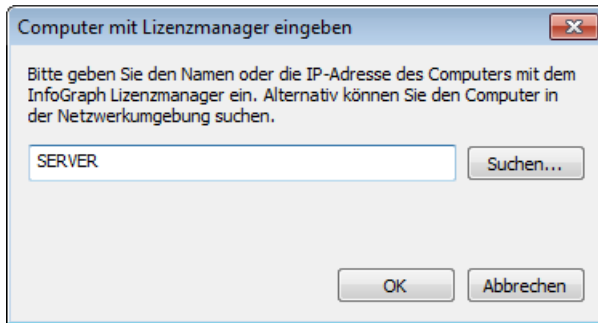 Computer mit Lizenzmanager eingeben
Bitte geben Sie den Namen oder die IP-Adresse des Computers mit dem
InfoGraph Lizenzmanager ein. Alternativ können Sie den Computer in
der Netzwerkumgebung suchen.
SERVER
Suchen...
OK
Abbrechen